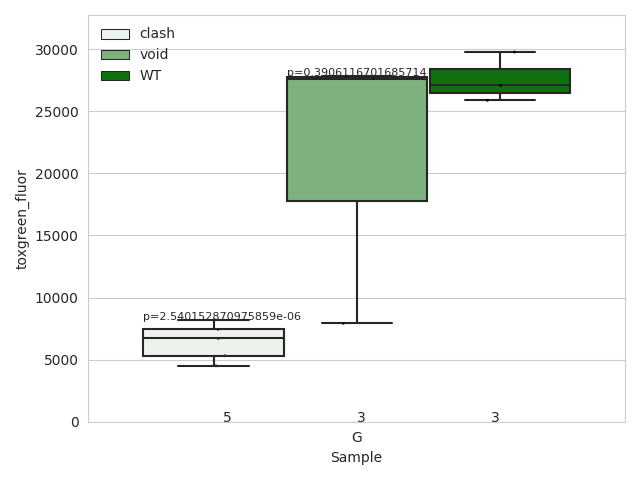 clash
void
WT
p=0.3906116701685714
p=2.540152870975859e-06
30000
25000
20000
15000
10000
5000
0
toxgreen_fluor
5 3 3
G
Sample